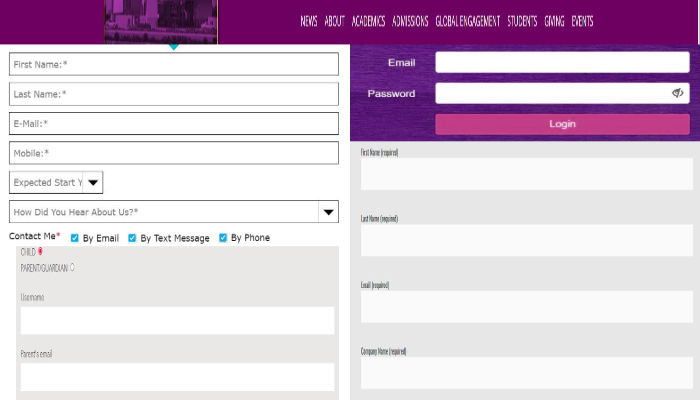 NEWS ABOUT ACADEMICS ADMISSIONS GLOBAL ENGAGEMENT STUDENTS GIVING EVENTS
First Name:*
Last Name:*
E-Mail:*
Mobile:*
Expected Start Y
How Did You Hear About Us?*
Contact Me* By Email By Text Message By Phone
CHILD
PARENT/GUARDIAN
Username
Parent's email
Email
Password
Login
First Name (required)
Last Name (required)
Email (required)
Company Name (required)